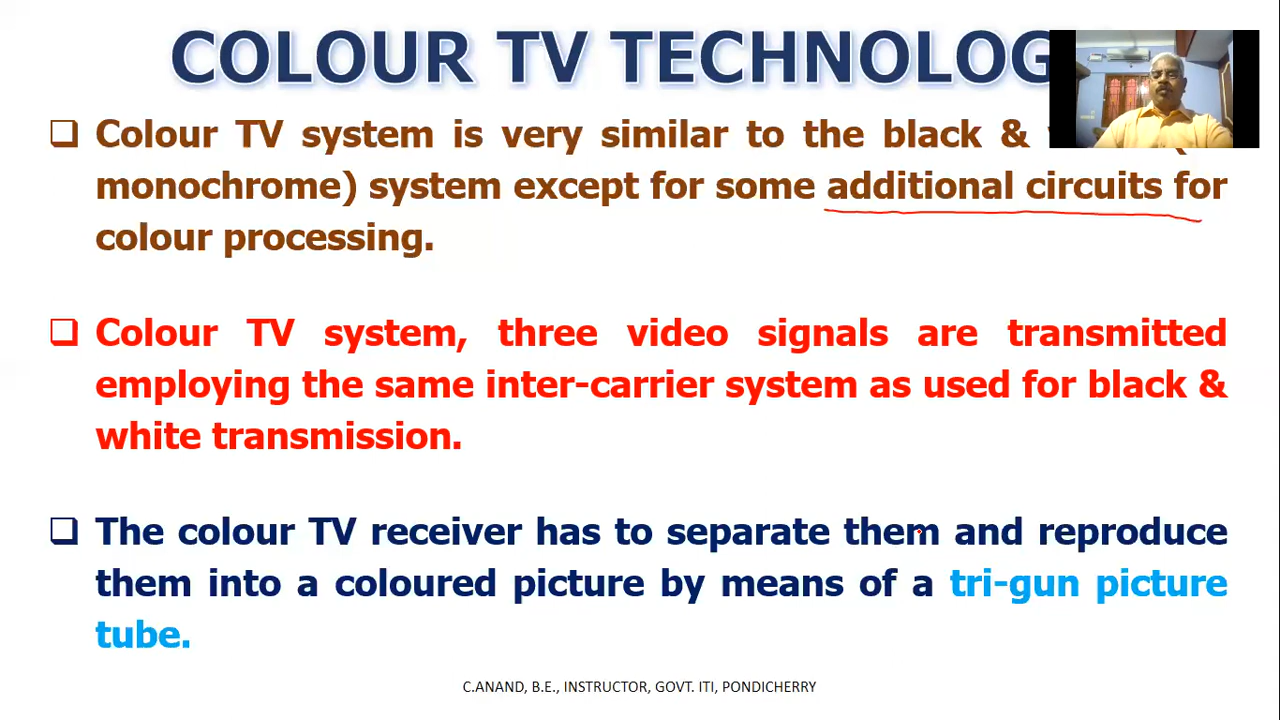 COLOUR TV TECHNOLOG
Colour TV system is very similar to the black &
monochrome) system except for some additional circuits for
colour processing.
Colour TV system, three video signals are transmitted
employing the same inter-carrier system as used for black &
white transmission.
The colour TV receiver has to separate them and reproduce
them into a coloured picture by means of a tri-gun picture
tube.
C.ANAND, B.E., INSTRUCTOR, GOVT. ITI, PONDICHERRY